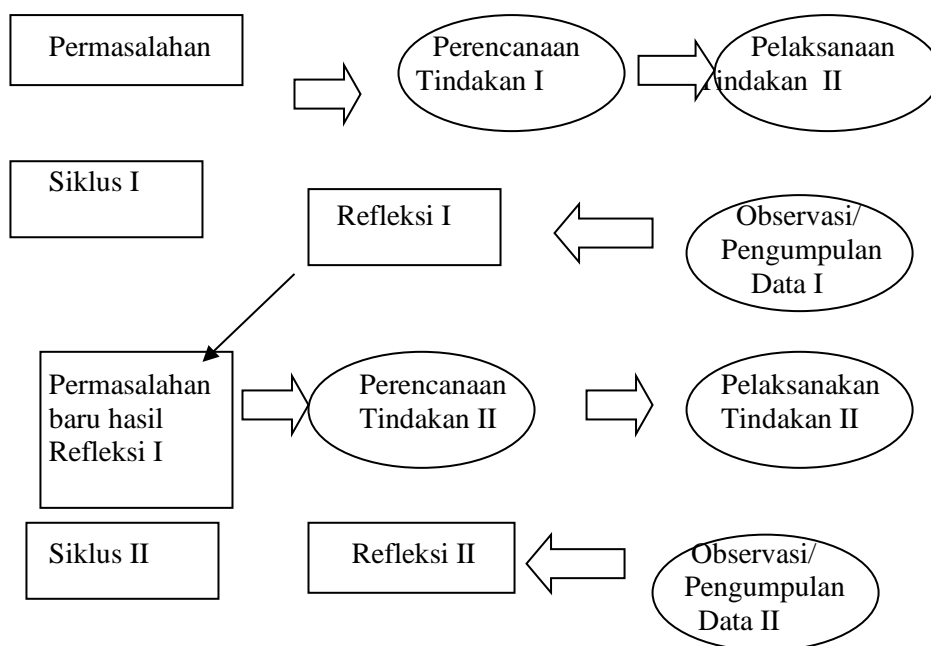 Permasalahan
Perencanaan
Tindakan I
Pelaksanaan
Tindakan II
Siklus I
Refleksi I
Observasi/
Pengumpulan
Data I
Permasalahan
baru hasil
Refleksi I
Perencanaan
Tindakan II
Pelaksanakan
Tindakan II
Siklus II
Refleksi II
Observasi/
Pengumpulan
Data II